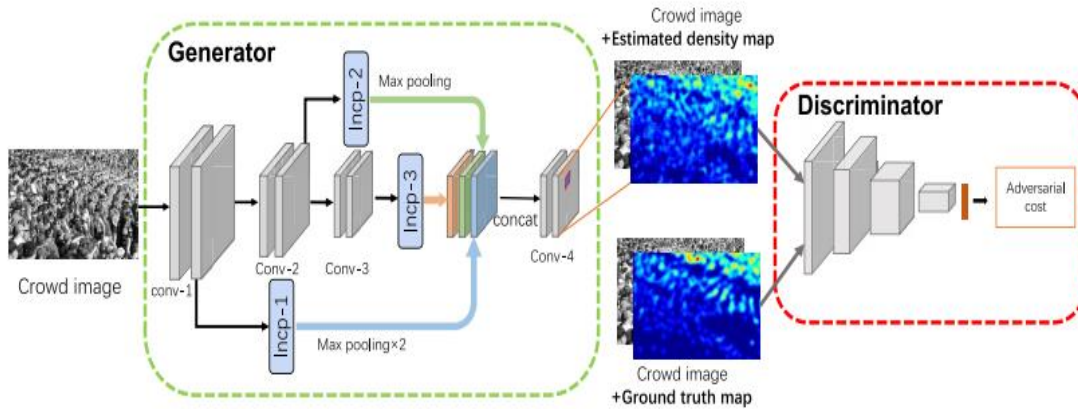 Generator
Incp-2
Max pooling
Crowd image
+Estimated density map
Discriminator
Incp-3
concat
Adversarial
cost
Crowd image
conv-1
Conv-2
Conv-3
Conv-4
Incp-1
Max pooling×2
Crowd image
+Ground truth map